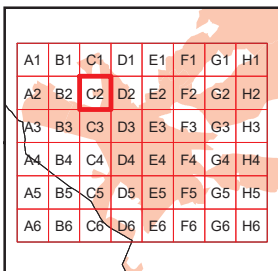 A1 B1 C1 D1 E1 F1 G1 H1
A2 B2 C2 D2 E2 F2 G2 H2
A3 B3 C3 D3 E3 F3 G3 H3
A4 B4 C4 D4 E4 F4 G4 H4
A5 B5 C5 D5 E5 F5 G5 H5
A6 B6 C6 D6 E6 F6 G6 H6